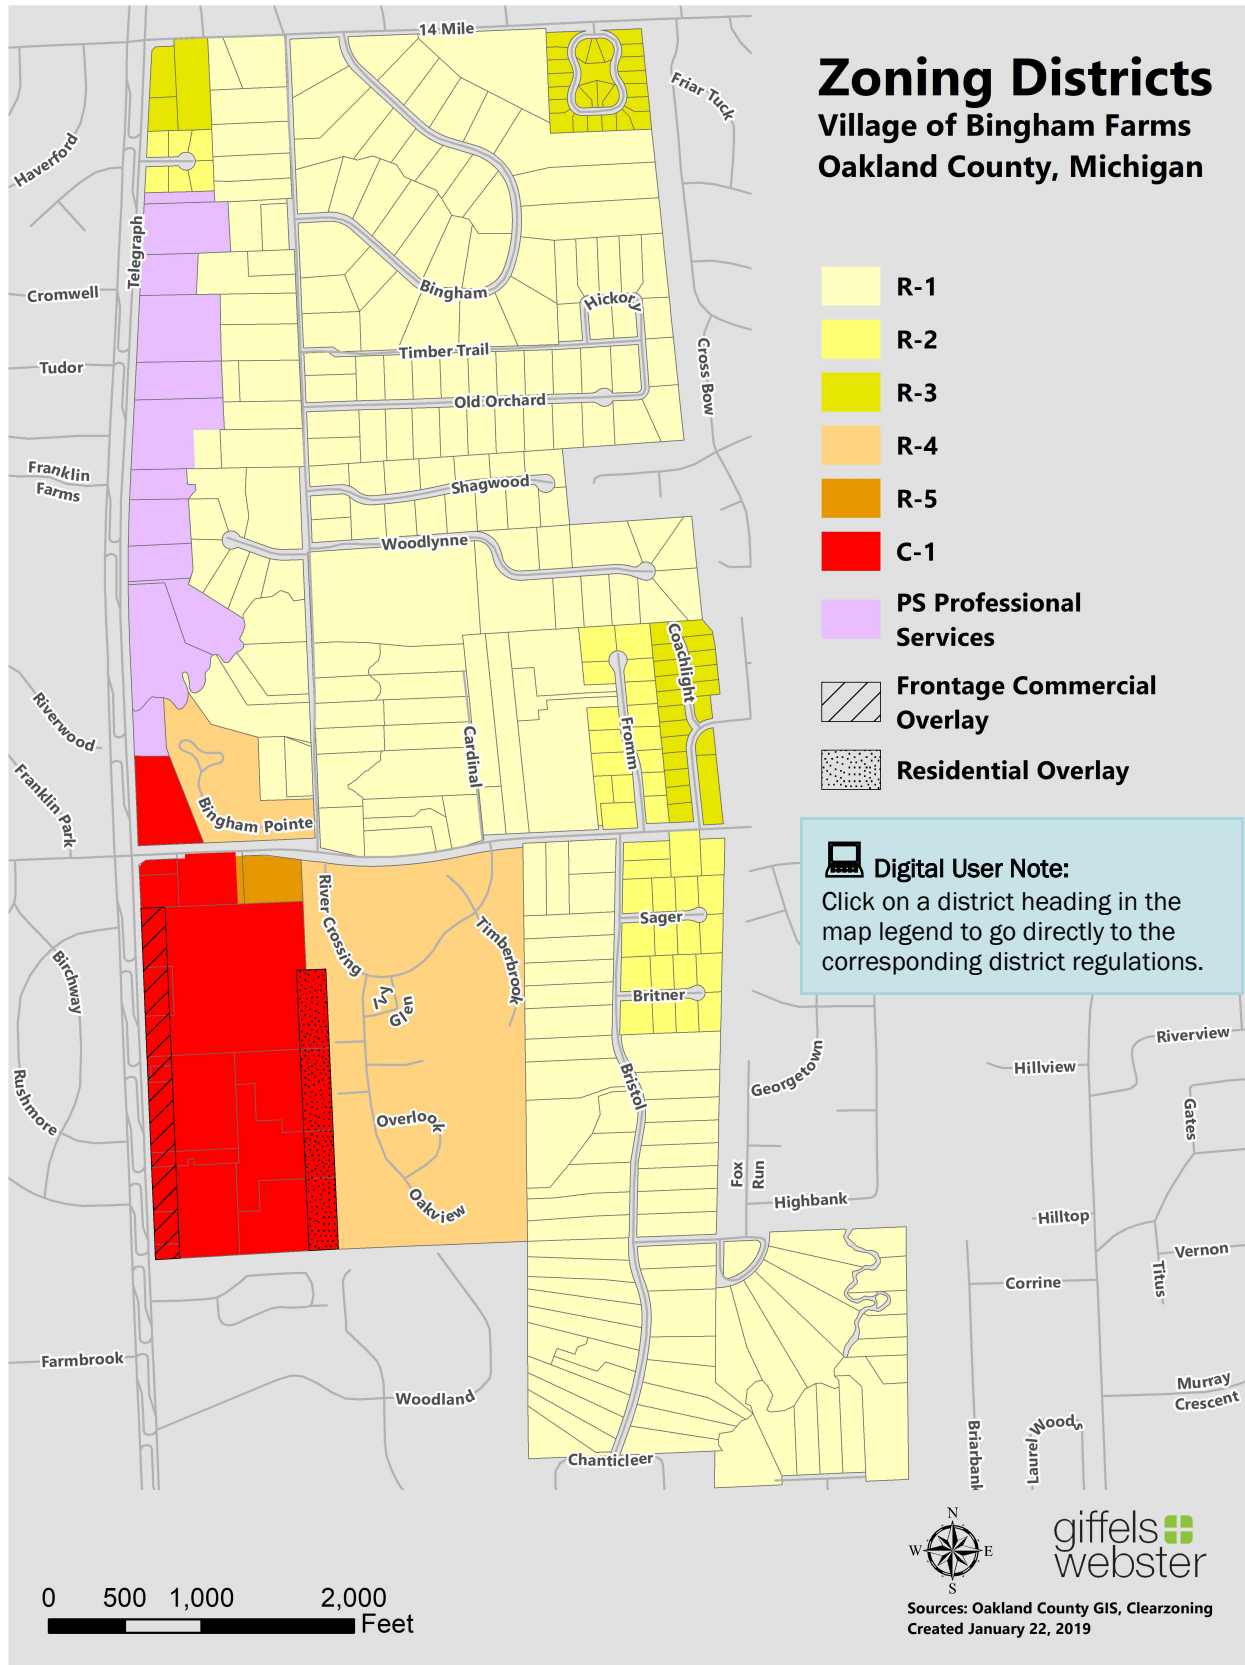 Zoning Districts
Village of Bingham Farms
Oakland County, Michigan
R-1
R-2
R-3
R-4
R-5
C-1
PS Professional
Services
Frontage Commercial
Overlay
Residential Overlay
Digital User Note:
Click on a district heading in the
map legend to go directly to the
corresponding district regulations.
14 Mile
Friar Tuck
Haverford
Telegraph
Cromwell
Bingham
Hickory
Timber Trail
Tudor
Cross Bow
Old Orchard
Franklin
Farms
Shagwood
Woodlynne
Coachlight
Riverwood
Fromm
Cardinal
Franklin Park
Bingham Pointe
River Crossing
Timberbrook
Sager
Birchway
Ivy
Glen
Britner
Riverview
Georgetown
Hillview
Bristol
Rushmore
Gates
Overlook
Fox
Run
Highbank
Oakview
Hilltop
Vernon
Titus
Corrine
Farmbrook
Woodland
Murray
Crescent
Briarbank
Laurel Woods
Chanticleer
N
W
E
S
giffels
webster
0 500 1,000 2,000
Feet
Sources: Oakland County GIS, Clearzoning
Created January 22, 2019